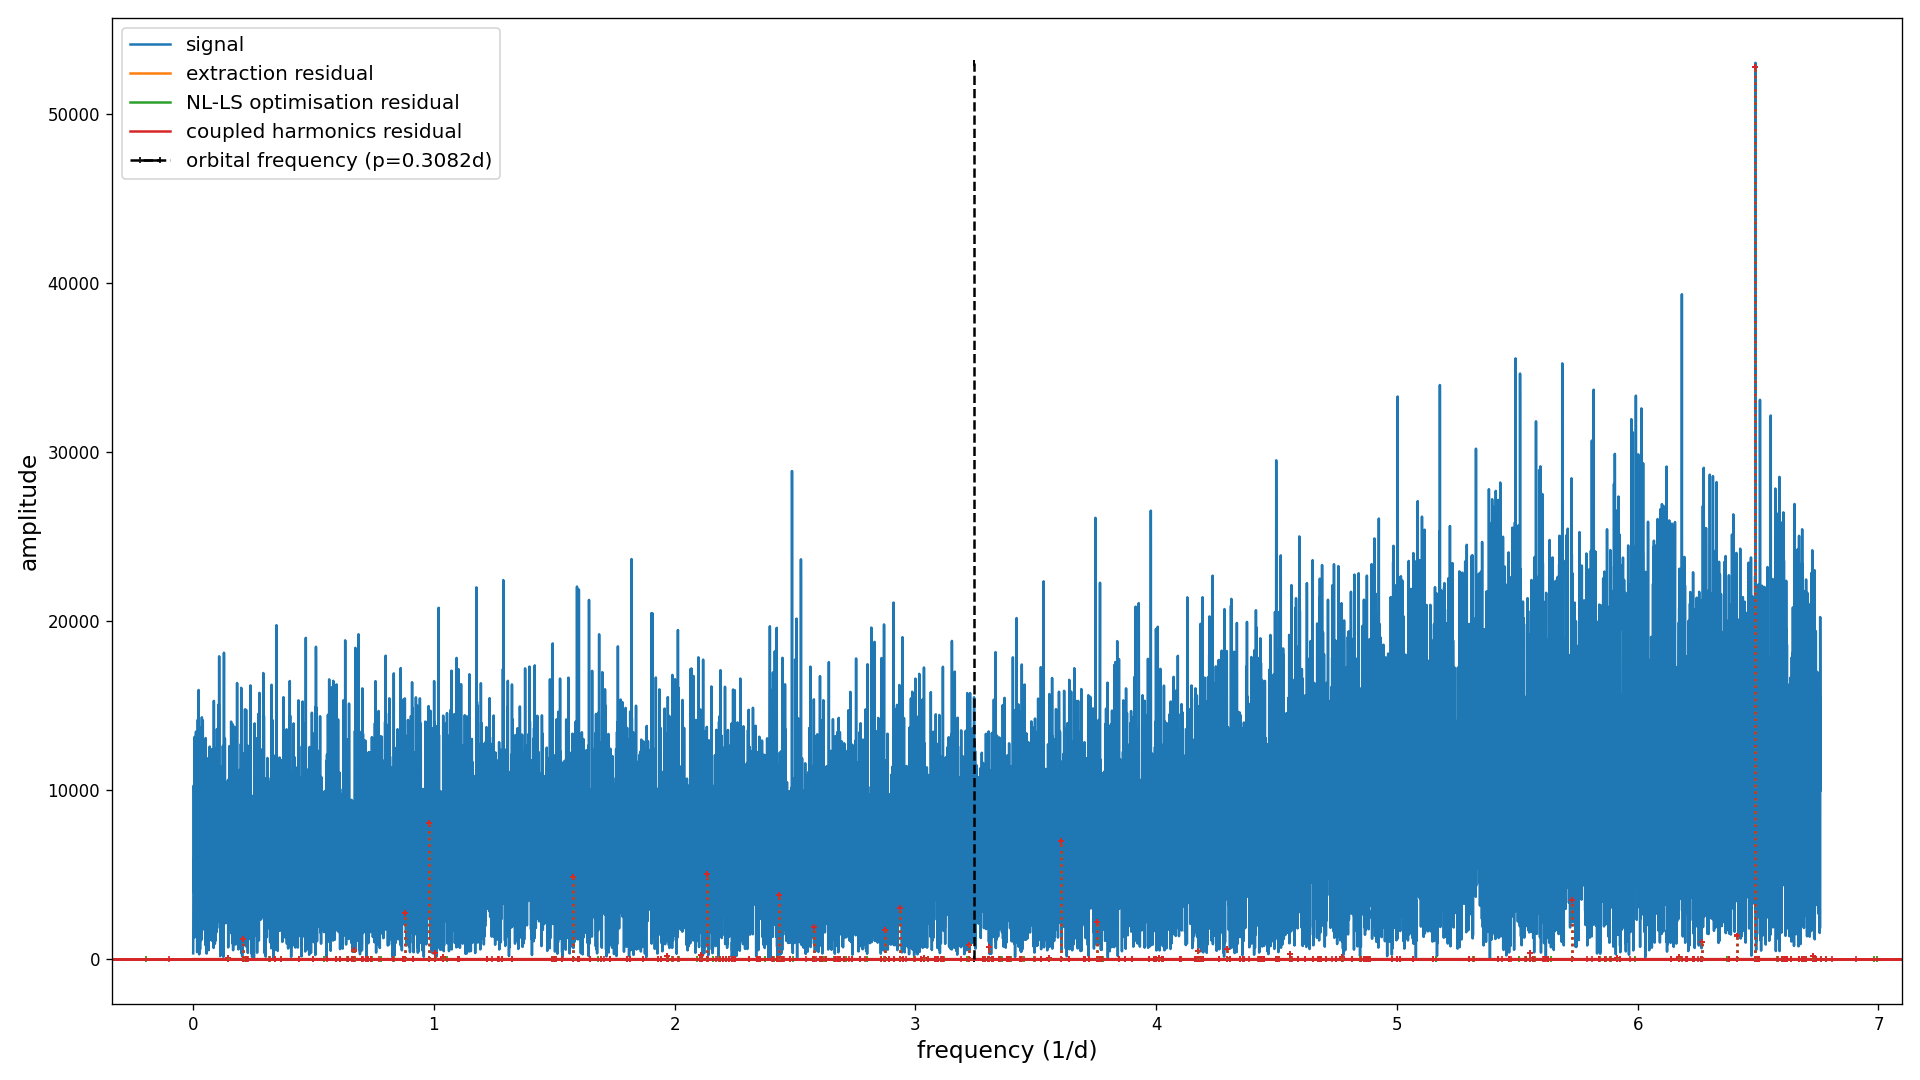 signal
extraction residual
NL-LS optimisation residual
coupled harmonics residual
orbital frequency (p=0.3082d)
50000
40000
30000
20000
10000
0
amplitude
0 1 2 3 4 5 6 7
frequency (1/d)